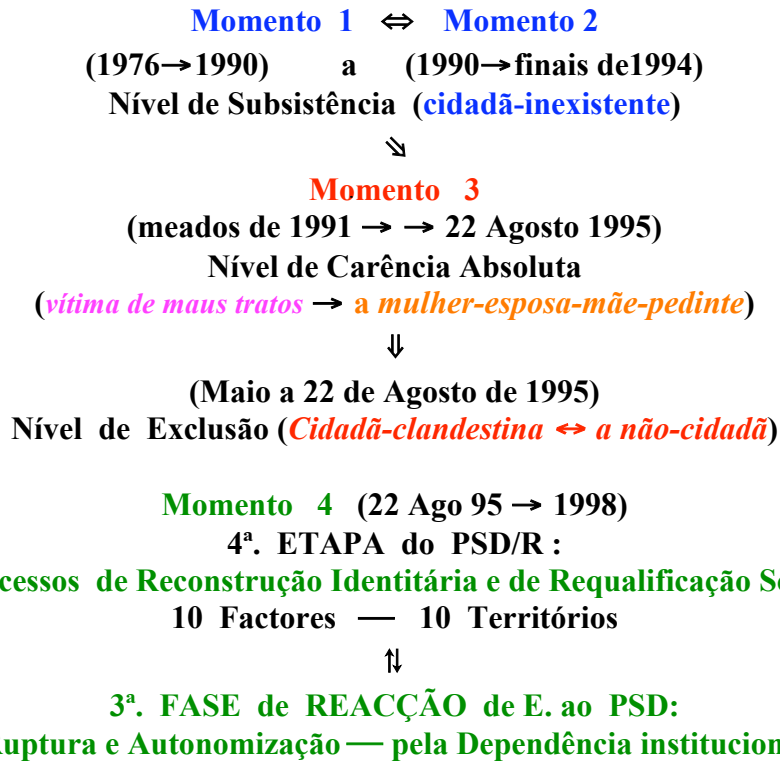 Momento 1 ⇔ Momento 2
(1976→1990) a (1990→finais de1994)
Nível de Subsistência (cidadã-inexistente)
⇘
Momento 3
(meados de 1991 → → 22 Agosto 1995)
Nível de Carência Absoluta
(vítima de maus tratos → a mulher-esposa-mãe-pedinte)
⇓
(Maio a 22 de Agosto de 1995)
Nível de Exclusão (Cidadã-clandestina ↔ a não-cidadã)
Momento 4 (22 Ago 95 → 1998)
4ª. ETAPA do PSD/R :
de Reconstrução Identitária e de Requalificação
10 Factores — 10 Territórios
⇅
3ª. FASE de REACÇÃO de E. ao PSD:
e Autonomização — pela Dependência